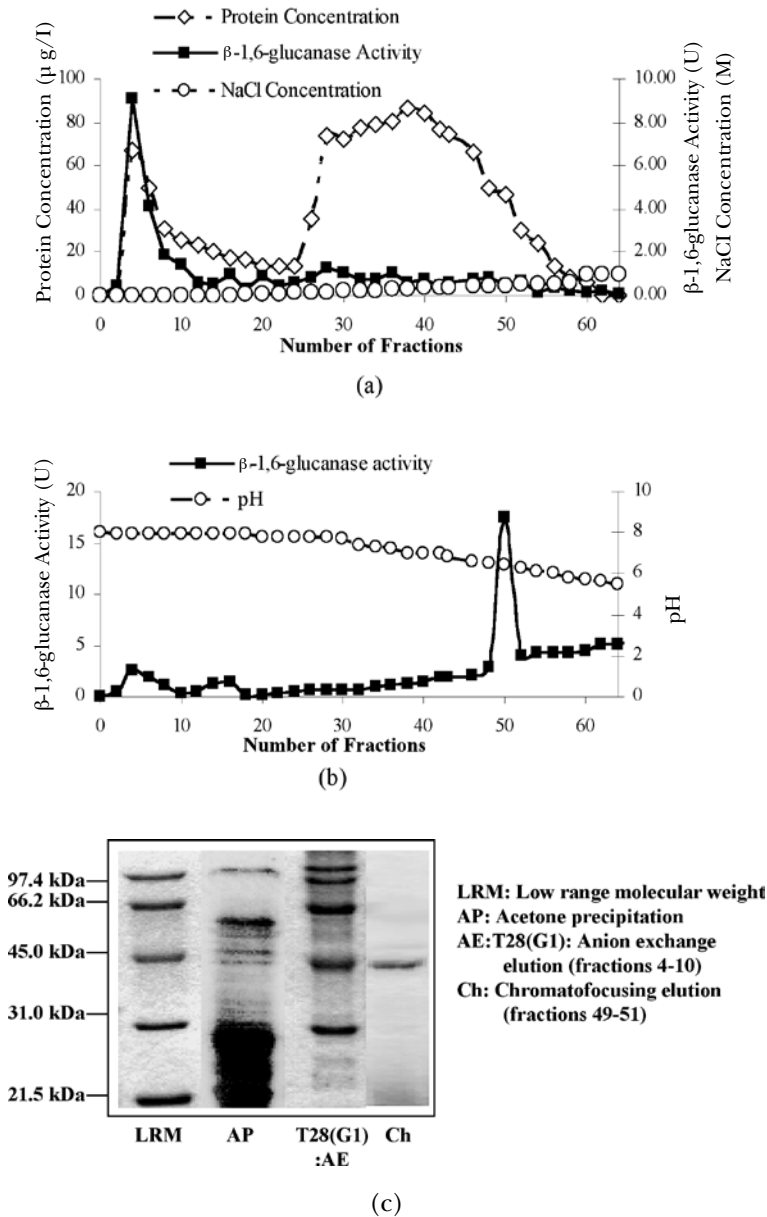 Protein Concentration
β-1,6-glucanase Activity
NaCl Concentration
Protein Concentration (μ g/I)
100
80
60
40
20
0
10.00
8.00
6.00
4.00
2.00
0.00
β-1,6-glucanase Activity (U)
NaCI Concentration (M)
0 10 20 30 40 50 60
Number of Fractions
(a)
β-1,6-glucanase activity
pH
β-1,6-glucanase Activity (U)
20
15
10
5
0
10
8
6
4
2
0
pH
0 10 20 30 40 50 60
Number of Fractions
(b)
97.4 kDa
66.2 kDa
45.0 kDa
31.0 kDa
21.5 kDa
LRM AP T28(G1) Ch
:AE
LRM: Low range molecular weight
AP: Acetone precipitation
AE:T28(G1): Anion exchange
elution (fractions 4-10)
Ch: Chromatofocusing elution
(fractions 49-51)
(c)